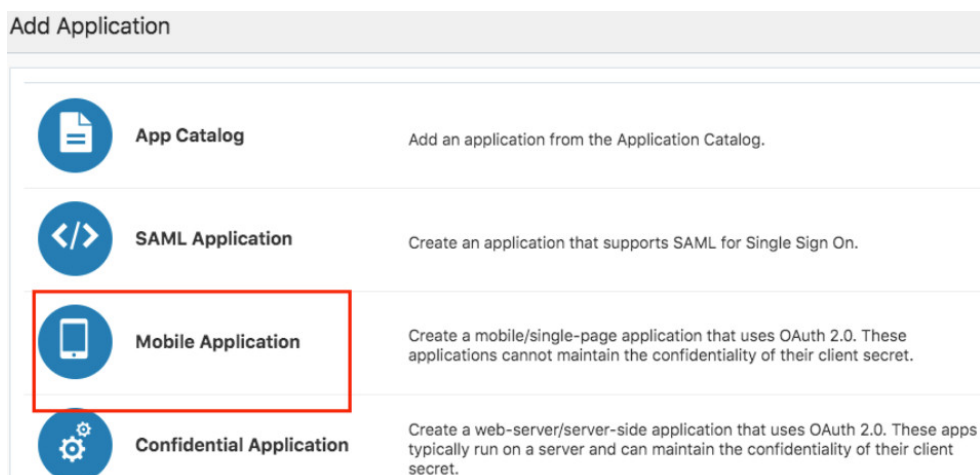 Add Application
App Catalog
Add an application from the Application Catalog.
SAML Application
Create an application that supports SAML for Single Sign On.
Mobile Application
Create a mobile/single-page application that uses OAuth 2.0. These
applications cannot maintain the confidentiality of their client secret.
Confidential Application
Create a web-server/server-side application that uses OAuth 2.0. These apps
typically run on a server and can maintain the confidentiality of their client
secret.